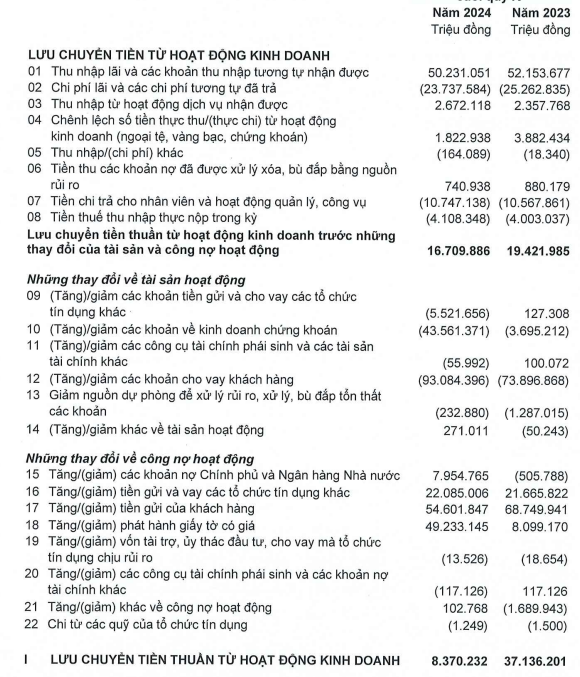 Năm 2024 Năm 2023
Triệu đồng Triệu đồng
LƯU CHUYỂN TIỀN TỪ HOẠT ĐỘNG KINH DOANH
01 Thu nhập lãi và các khoản thu nhập tương tự nhận được 50.231.051 52.153.677
02 Chi phí lãi và các chi phí tương tự đã trả (23.737.584) (25.262.835)
03 Thu nhập từ hoạt động dịch vụ nhận được 2.672.118 2.357.768
04 Chênh lệch số tiền thực thu/(thực chi) từ hoạt động
kinh doanh (ngoại tệ, vàng bạc, chứng khoán) 1.822.938 3.882.434
05 Thu nhập/(chi phí) khác (164.089) (18.340)
06 Tiền thu các khoản nợ đã được xử lý xóa, bù đắp bằng nguồn
rủi ro 740.938 880.179
07 Tiền chi trả cho nhân viên và hoạt động quản lý, công vụ (10.747.138) (10.567.861)
08 Tiền thuế thu nhập thực nộp trong kỳ (4.108.348) (4.003.037)
Lưu chuyển tiền thuần từ hoạt động kinh doanh trước những
thay đổi của tài sản và công nợ hoạt động 16.709.886 19.421.985
Những thay đổi về tài sản hoạt động
09 (Tăng)/giảm các khoản tiền gửi và cho vay các tổ chức
tín dụng khác (5.521.656) 127.308
10 (Tăng)/giảm các khoản về kinh doanh chứng khoán (43.561.371) (3.695.212)
11 (Tăng)/giảm các công cụ tài chính phái sinh và các tài sản
tài chính khác (55.992) 100.072
12 (Tăng)/giảm các khoản cho vay khách hàng (93.084.396) (73.896.868)
13 Giảm nguồn dự phòng để xử lý rủi ro, xử lý, bù đắp tổn thất
các khoản (232.880) (1.287.015)
14 (Tăng)/giảm khác về tài sản hoạt động 271.011 (50.243)
Những thay đổi về công nợ hoạt động
15 Tăng/(giảm) các khoản nợ Chính phủ và Ngân hàng Nhà nước 7.954.765 (505.788)
16 Tăng/(giảm) tiền gửi và vay các tổ chức tín dụng khác 22.085.006 21.665.822
17 Tăng/(giảm) tiền gửi của khách hàng 54.601.847 68.749.941
18 Tăng/(giảm) phát hành giấy tờ có giá 49.233.145 8.099.170
19 Tăng/(giảm) vốn tài trợ, ủy thác đầu tư, cho vay mà tổ chức
tín dụng chịu rủi ro (13.526) (18.654)
20 Tăng/(giảm) các công cụ tài chính phái sinh và các khoản nợ
tài chính khác (117.126) 117.126
21 Tăng/(giảm) khác về công nợ hoạt động 102.768 (1.689.943)
22 Chi từ các quỹ của tổ chức tín dụng (1.249) (1.500)
I LƯU CHUYỂN TIỀN THUẦN TỪ HOẠT ĐỘNG KINH DOANH 8.370.232 37.136.201